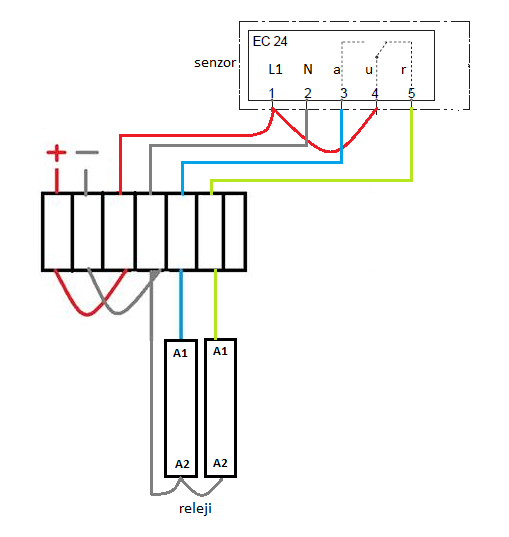 EC 24
senzor
L1 N a u r
1 2 3 4 5
+ —
A1 A1
A2 A2
releji